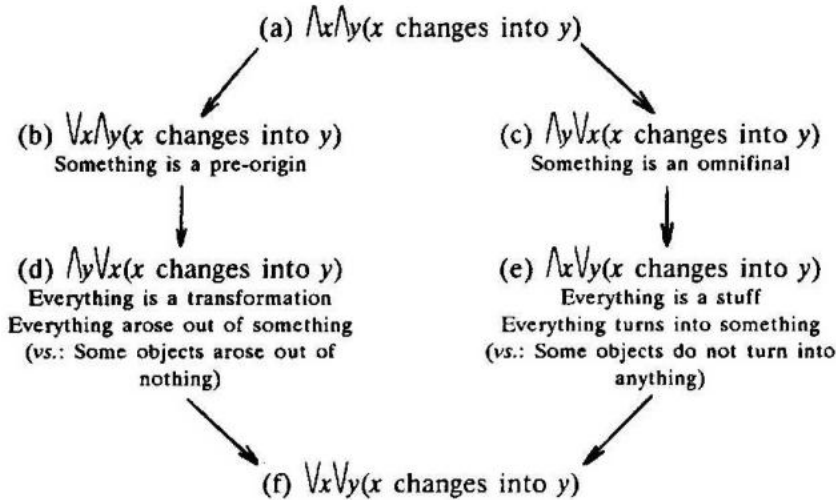 (a) ⋀x⋀y(x changes into y)
(b) ⋁x⋀y(x changes into y)
Something is a pre-origin
(c) ⋀y⋁x(x changes into y)
Something is an omnifinal
(d) ⋀y⋁x(x changes into y)
Everything is a transformation
Everything arose out of something
(vs.: Some objects arose out of
nothing)
(e) ⋀x⋁y(x changes into y)
Everything is a stuff
Everything turns into something
(vs.: Some objects do not turn into
anything)
(f) ⋁x⋁y(x changes into y)